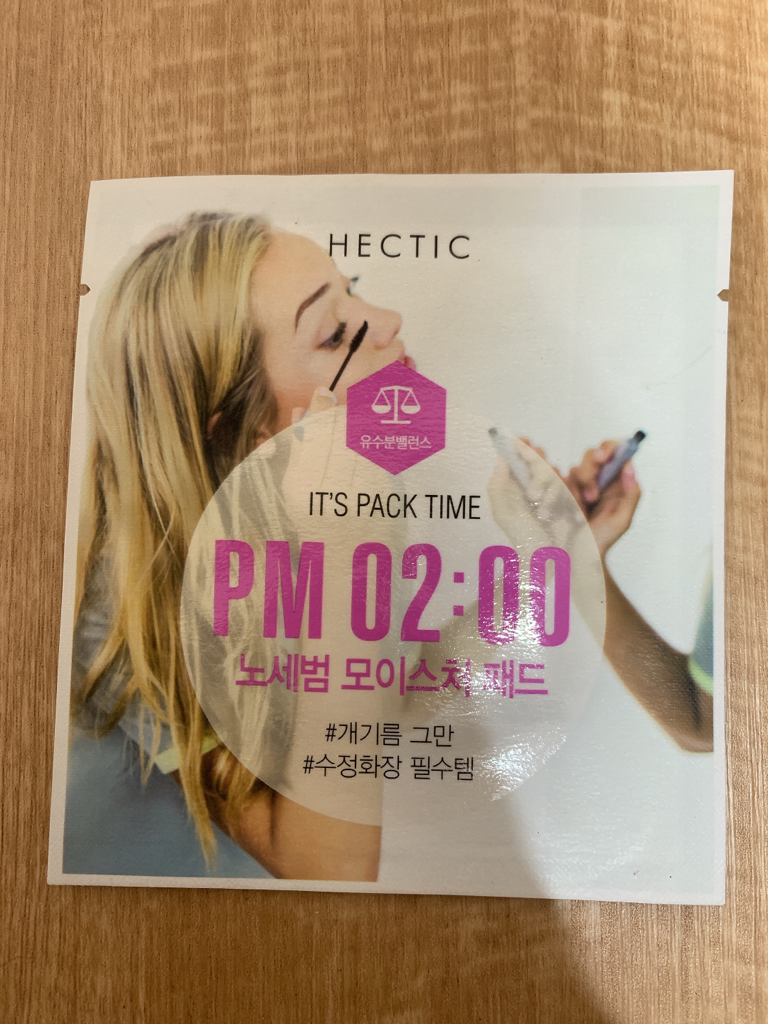 HECTIC
유수분밸런스
IT'S PACK TIME
PM 02:00
노세범 모이스처 패드
#개기름 그만
#수정화장 필수템